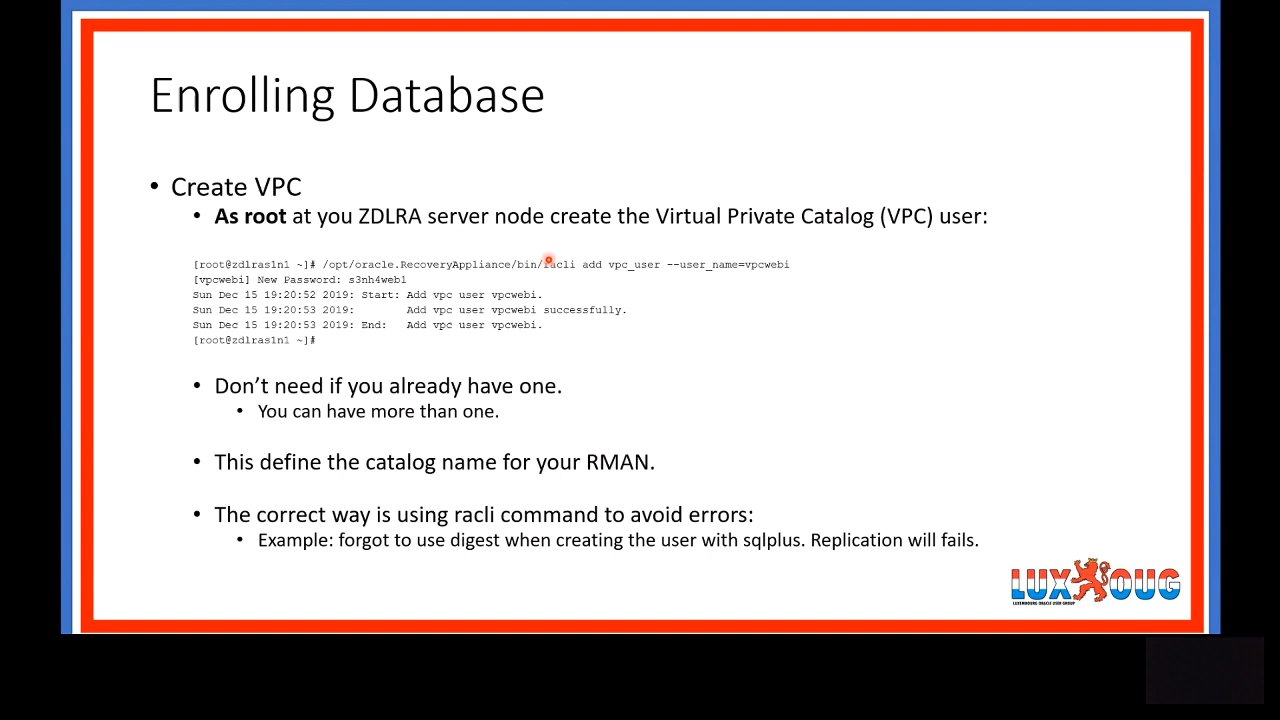 Enrolling Database
• Create VPC
• As root at you ZDLRA server node create the Virtual Private Catalog (VPC) user:
[root@zdlras1n1 ~]# /opt/oracle.RecoveryAppliance/bin/racli add vpc_user --user_name=vpcwebi
[vpcwebi] New Password: s3nh4web1
Sun Dec 15 19:20:52 2019: Start: Add vpc user vpcwebi.
Sun Dec 15 19:20:53 2019:        Add vpc user vpcwebi successfully.
Sun Dec 15 19:20:53 2019: End:   Add vpc user vpcwebi.
[root@zdlras1n1 ~]#
• Don’t need if you already have one.
• You can have more than one.
• This define the catalog name for your RMAN.
• The correct way is using racli command to avoid errors:
• Example: forgot to use digest when creating the user with sqlplus. Replication will fails.
LUX OUG
LUXEMBOURG ORACLE USER GROUP